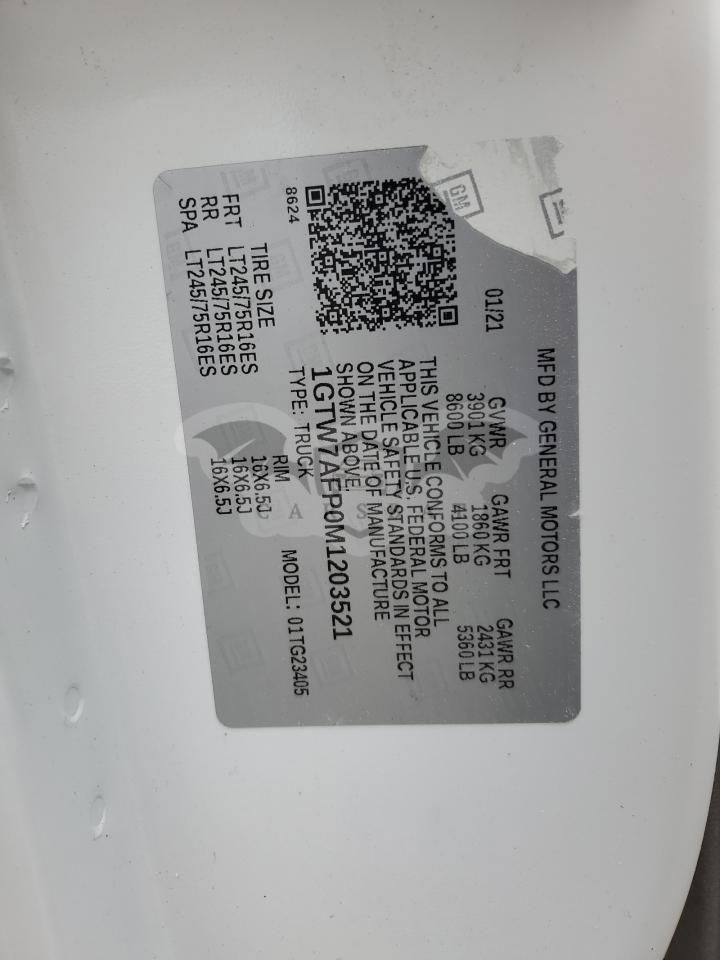 MFD BY GENERAL MOTORS LLC
01/21
GVWR GAWR FRT GAWR RR
3901 KG 1860 KG 2431 KG
8600 LB 4100 LB 5360 LB
THIS VEHICLE CONFORMS TO ALL
APPLICABLE U.S. FEDERAL MOTOR
VEHICLE SAFETY STANDARDS IN EFFECT
ON THE DATE OF MANUFACTURE
SHOWN ABOVE.
1GTW7AFP0M1203521
8624
TYPE: TRUCK MODEL: 01TG23405
TIRE SIZE RIM
FRT LT245/75R16ES 16X6.5J
RR LT245/75R16ES 16X6.5J
SPA LT245/75R16ES 16X6.5J
GM